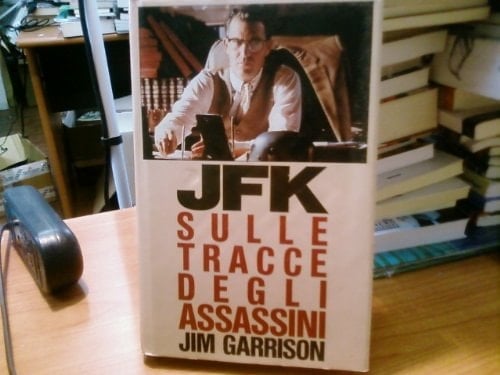 JFK
SULLE
TRACCE
DEGLI
ASSASSINI
JIM GARRISON